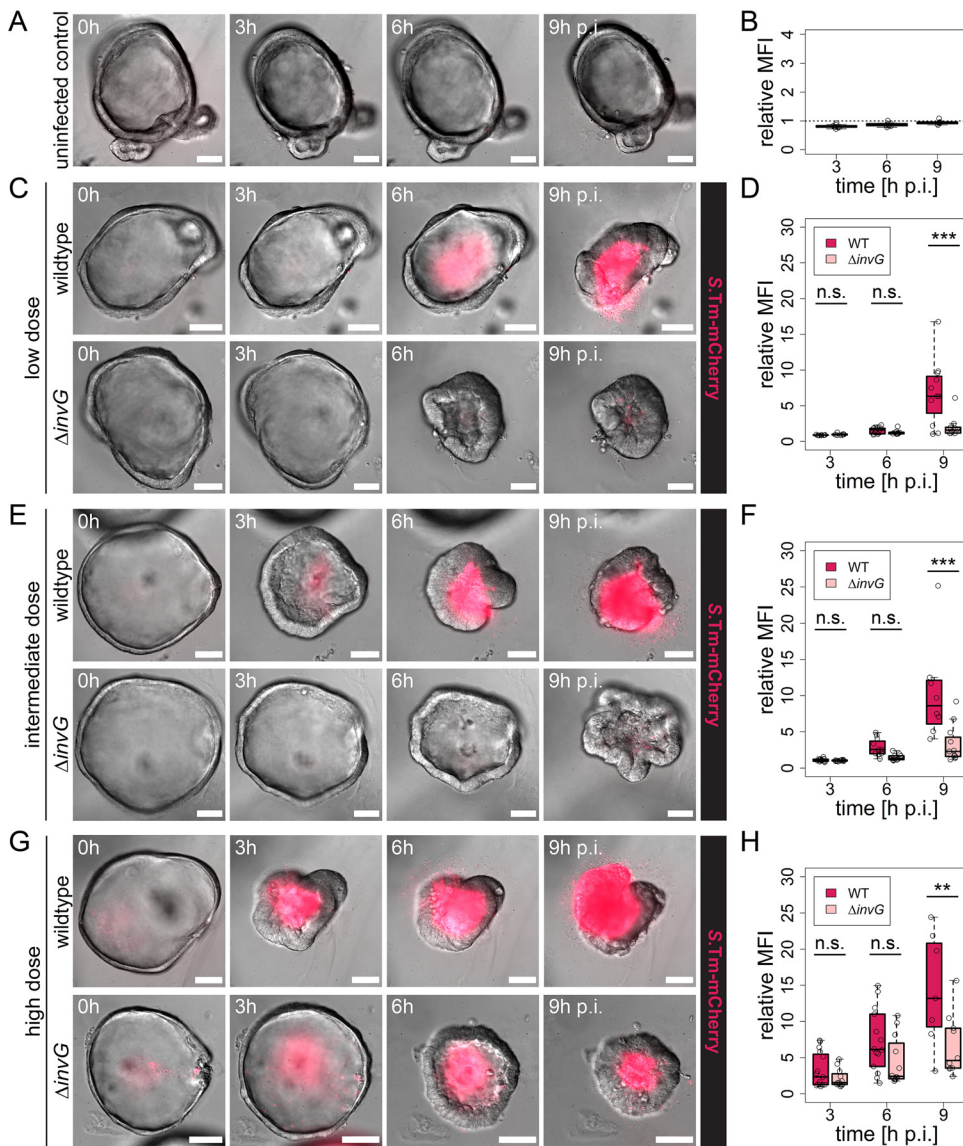 A
uninfected control
0h
3h
6h
9h p.i.
B
relative MFI
4
3
2
1
0
3
6
9
time [h p.i.]
C
low dose
wildtype
0h
3h
6h
9h p.i.
ΔinvG
0h
3h
6h
9h p.i.
S.Tm-mCherry
D
relative MFI
30
25
20
15
10
5
0
WT
ΔinvG
n.s.
n.s.
***
3
6
9
time [h p.i.]
E
intermediate dose
wildtype
0h
3h
6h
9h p.i.
ΔinvG
0h
3h
6h
9h p.i.
S.Tm-mCherry
F
relative MFI
30
25
20
15
10
5
0
WT
ΔinvG
n.s.
n.s.
***
3
6
9
time [h p.i.]
G
high dose
wildtype
0h
3h
6h
9h p.i.
ΔinvG
0h
3h
6h
9h p.i.
S.Tm-mCherry
H
relative MFI
30
25
20
15
10
5
0
WT
ΔinvG
n.s.
n.s.
**
3
6
9
time [h p.i.]